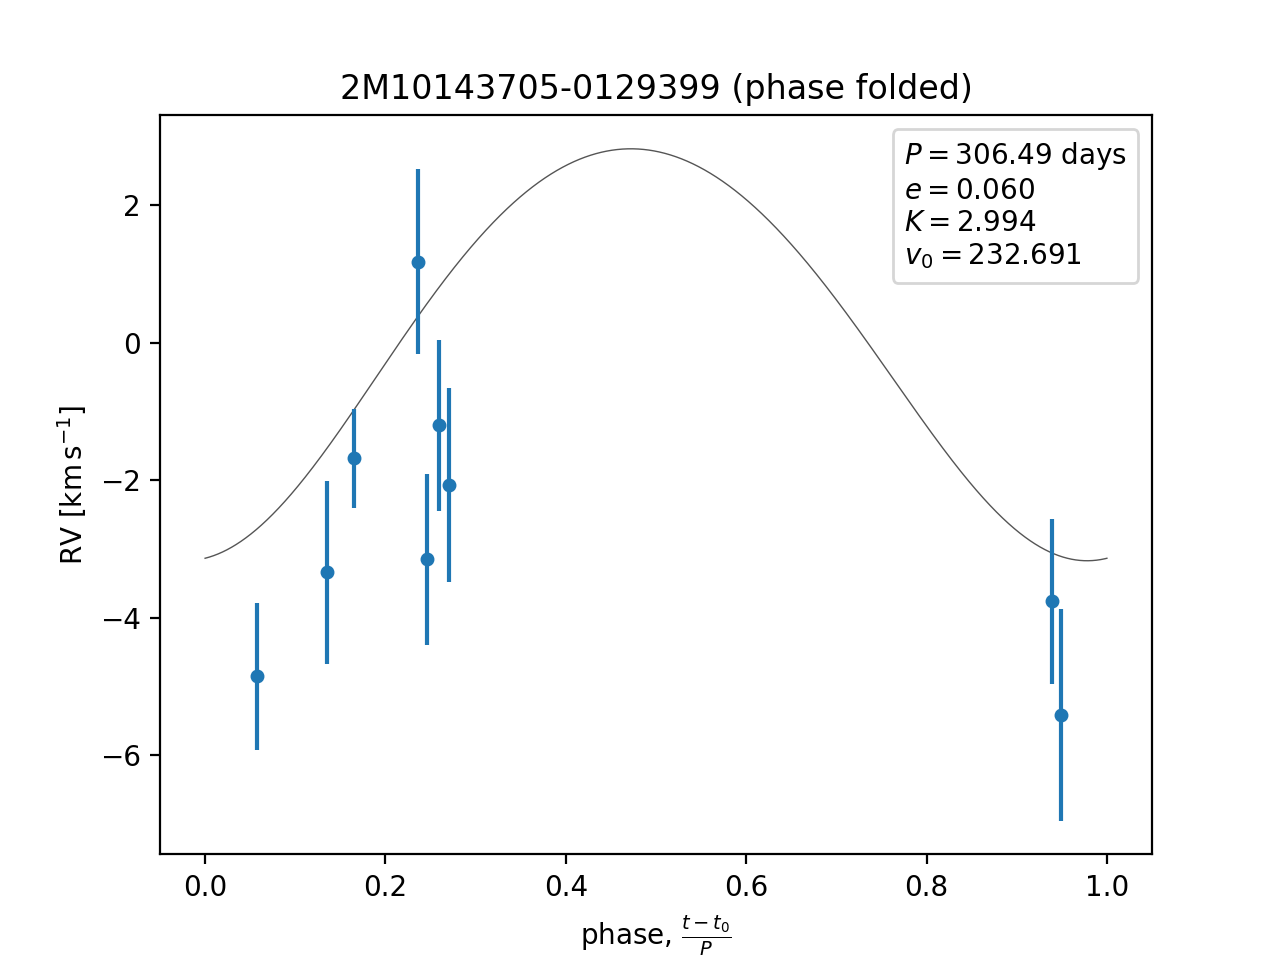 2M10143705-0129399 (phase folded)
P = 306.49 days
e = 0.060
K = 2.994
v₀ = 232.691
RV [km s⁻¹]
2
0
−2
−4
−6
0.0 0.2 0.4 0.6 0.8 1.0
phase, (t − t₀)/P